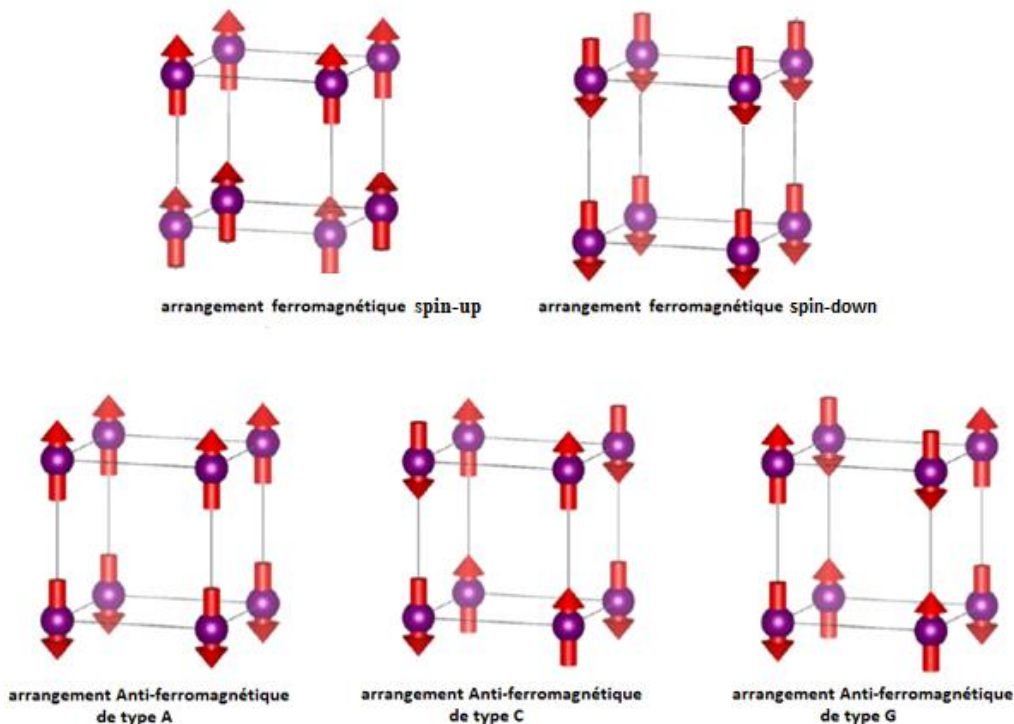 arrangement ferromagnétique spin-up
arrangement ferromagnétique spin-down
arrangement Anti-ferromagnétique
de type A
arrangement Anti-ferromagnétique
de type C
arrangement Anti-ferromagnétique
de type G